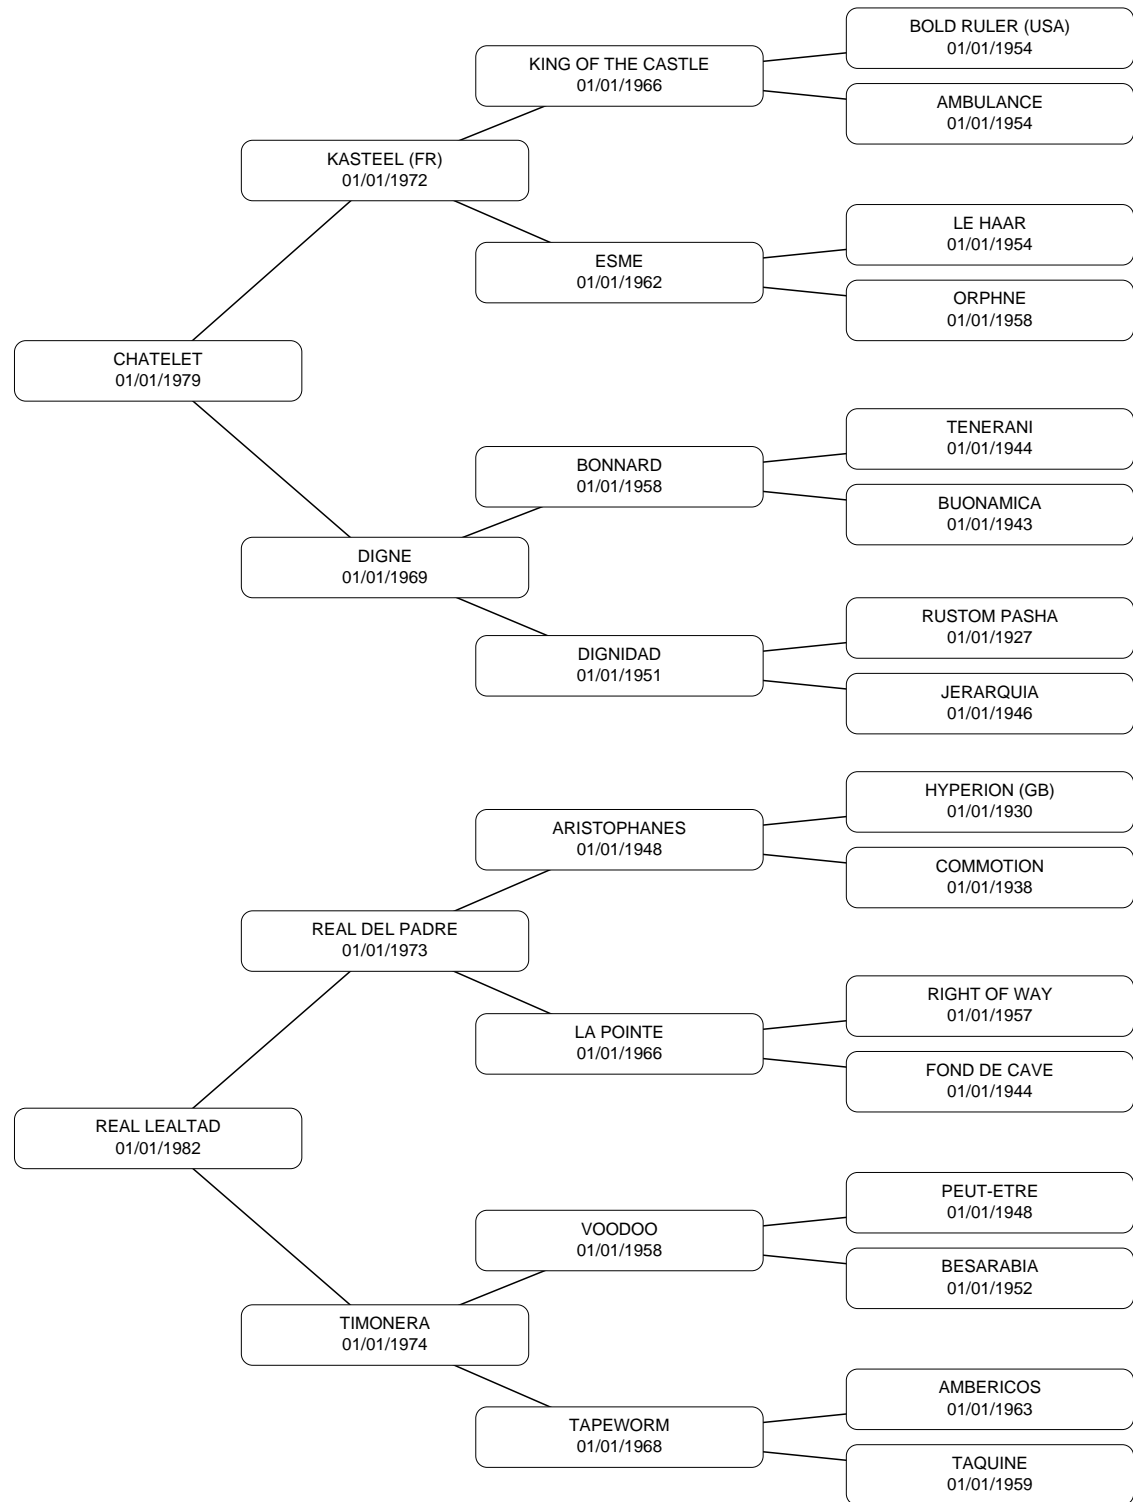 BOLD RULER (USA)
01/01/1954
KING OF THE CASTLE
01/01/1966
AMBULANCE
01/01/1954
KASTEEL (FR)
01/01/1972
LE HAAR
01/01/1954
ESME
01/01/1962
ORPHNE
01/01/1958
CHATELET
01/01/1979
TENERANI
01/01/1944
BONNARD
01/01/1958
BUONAMICA
01/01/1943
DIGNE
01/01/1969
RUSTOM PASHA
01/01/1927
DIGNIDAD
01/01/1951
JERARQUIA
01/01/1946
HYPERION (GB)
01/01/1930
ARISTOPHANES
01/01/1948
COMMOTION
01/01/1938
REAL DEL PADRE
01/01/1973
RIGHT OF WAY
01/01/1957
LA POINTE
01/01/1966
FOND DE CAVE
01/01/1944
REAL LEALTAD
01/01/1982
PEUT-ETRE
01/01/1948
VOODOO
01/01/1958
BESARABIA
01/01/1952
TIMONERA
01/01/1974
AMBERICOS
01/01/1963
TAPEWORM
01/01/1968
TAQUINE
01/01/1959